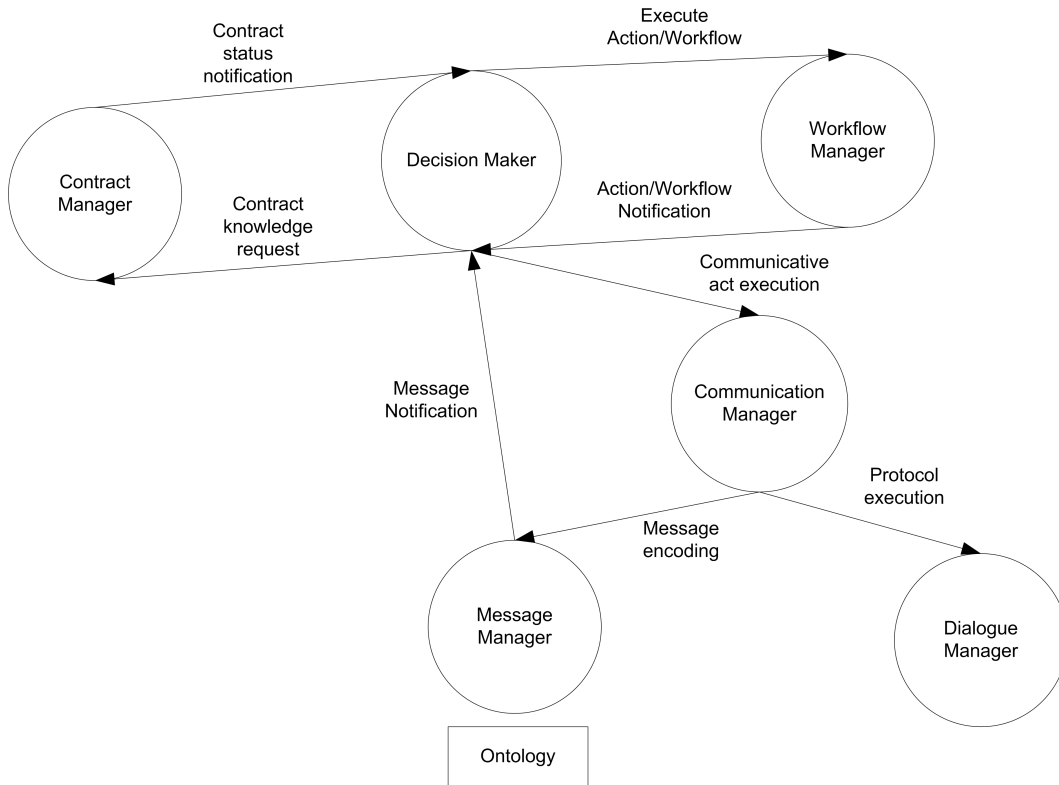 Contract
status
notification
Execute
Action/Workflow
Contract
Manager
Decision Maker
Workflow
Manager
Contract
knowledge
request
Action/Workflow
Notification
Communicative
act execution
Message
Notification
Communication
Manager
Protocol
execution
Message
encoding
Message
Manager
Dialogue
Manager
Ontology